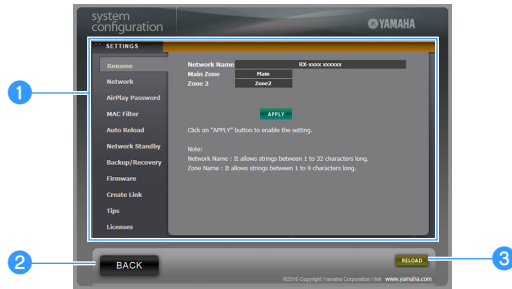 system
configuration
YAMAHA
SETTINGS
Rename
Network
AirPlay Password
MAC Filter
Auto Reload
Network Standby
Backup/Recovery
Firmware
Create Link
Tips
Licenses
Network Name RX-xxxx xxxxxx
Main Zone Main
Zone 2 Zone2
APPLY
Click on "APPLY" button to enable the setting.
Note:
Network Name : It allows strings between 1 to 32 characters long.
Zone Name : It allows strings between 1 to 9 characters long.
1
2
BACK
RELOAD
3
©2016 Copyright Yamaha Corporation Visit www.yamaha.com